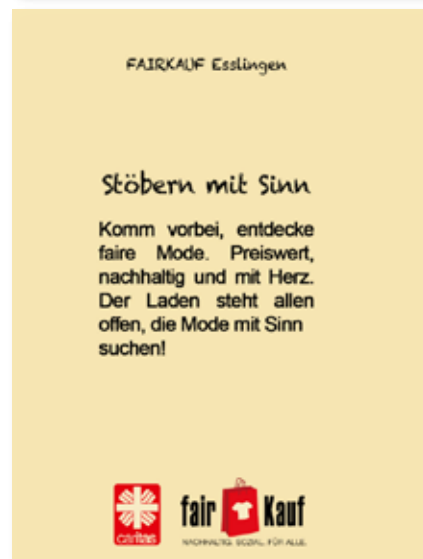 FAIRKAUF Esslingen
Stöbern mit Sinn
Komm vorbei, entdecke
faire Mode. Preiswert,
nachhaltig und mit Herz.
Der Laden steht allen
offen, die Mode mit Sinn
suchen!
caritas
fair Kauf
NACHHALTIG. SOZIAL. FÜR ALLE.